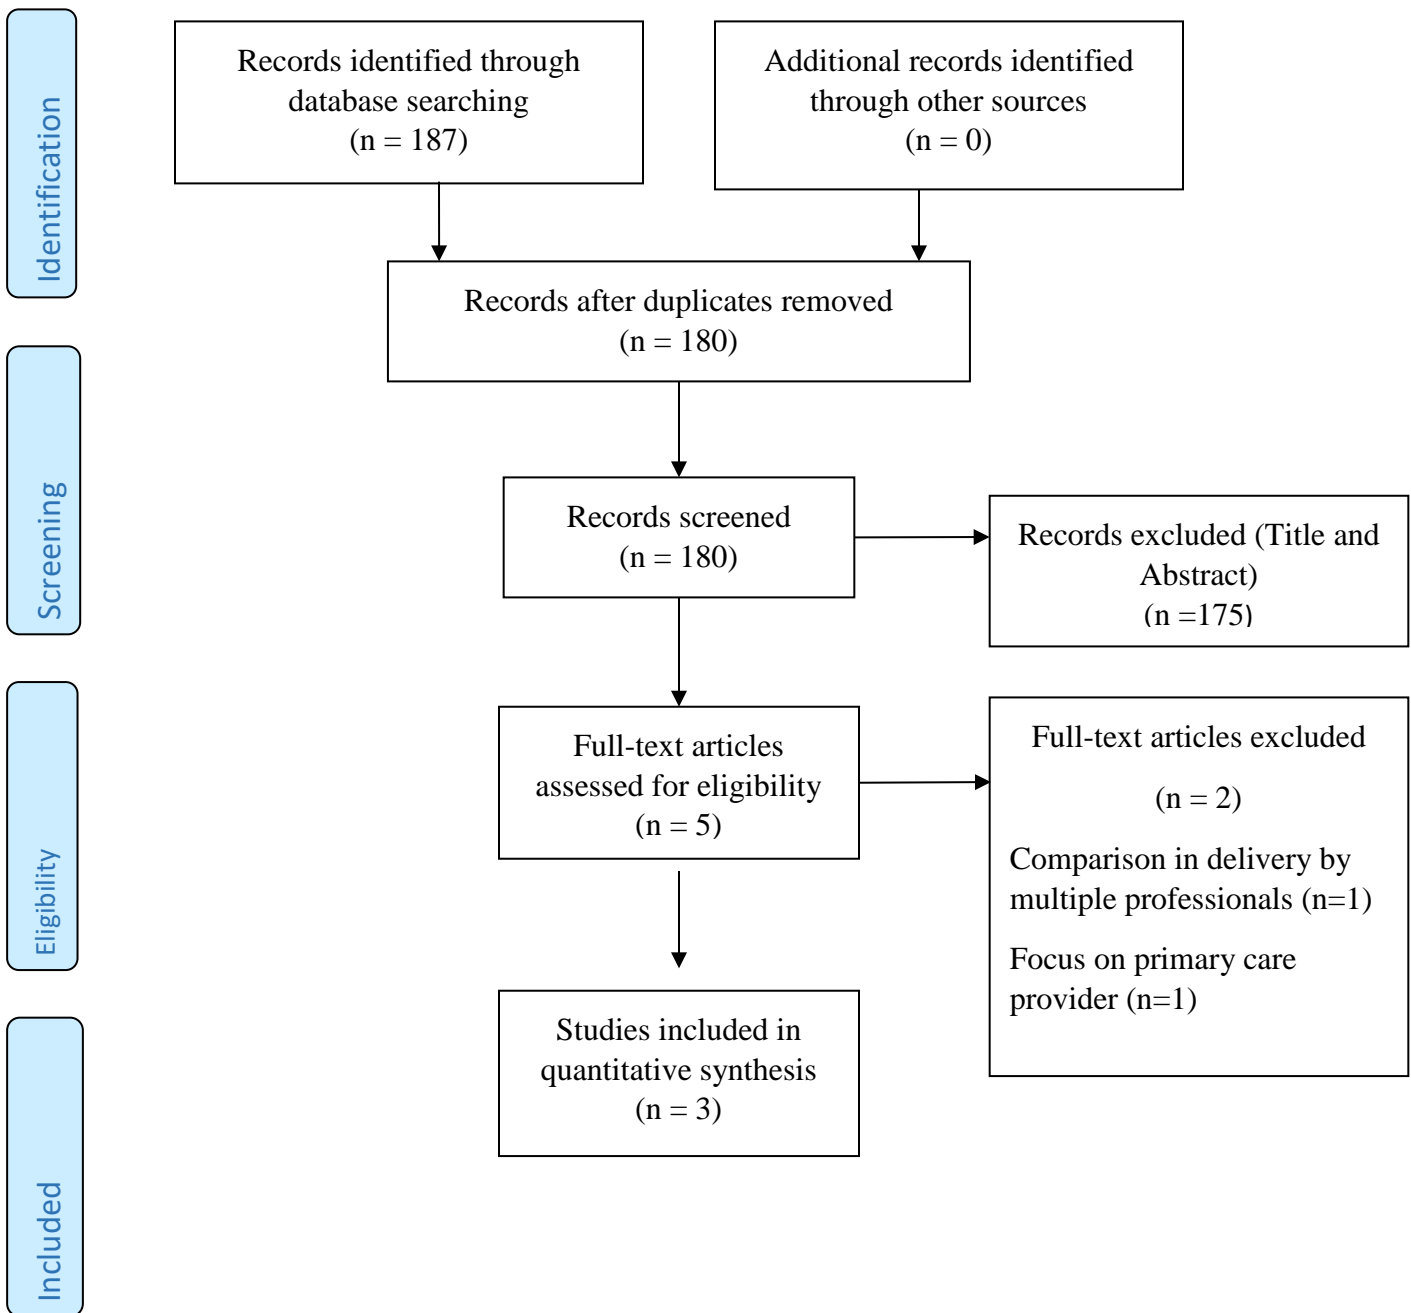 Identification
Records identified through
database searching
(n = 187)
Additional records identified
through other sources
(n = 0)
Records after duplicates removed
(n = 180)
Screening
Records screened
(n = 180)
Records excluded (Title and
Abstract)
(n =175)
Eligibility
Full-text articles
assessed for eligibility
(n = 5)
Full-text articles excluded
(n = 2)
Comparison in delivery by
multiple professionals (n=1)
Focus on primary care
provider (n=1)
Included
Studies included in
quantitative synthesis
(n = 3)